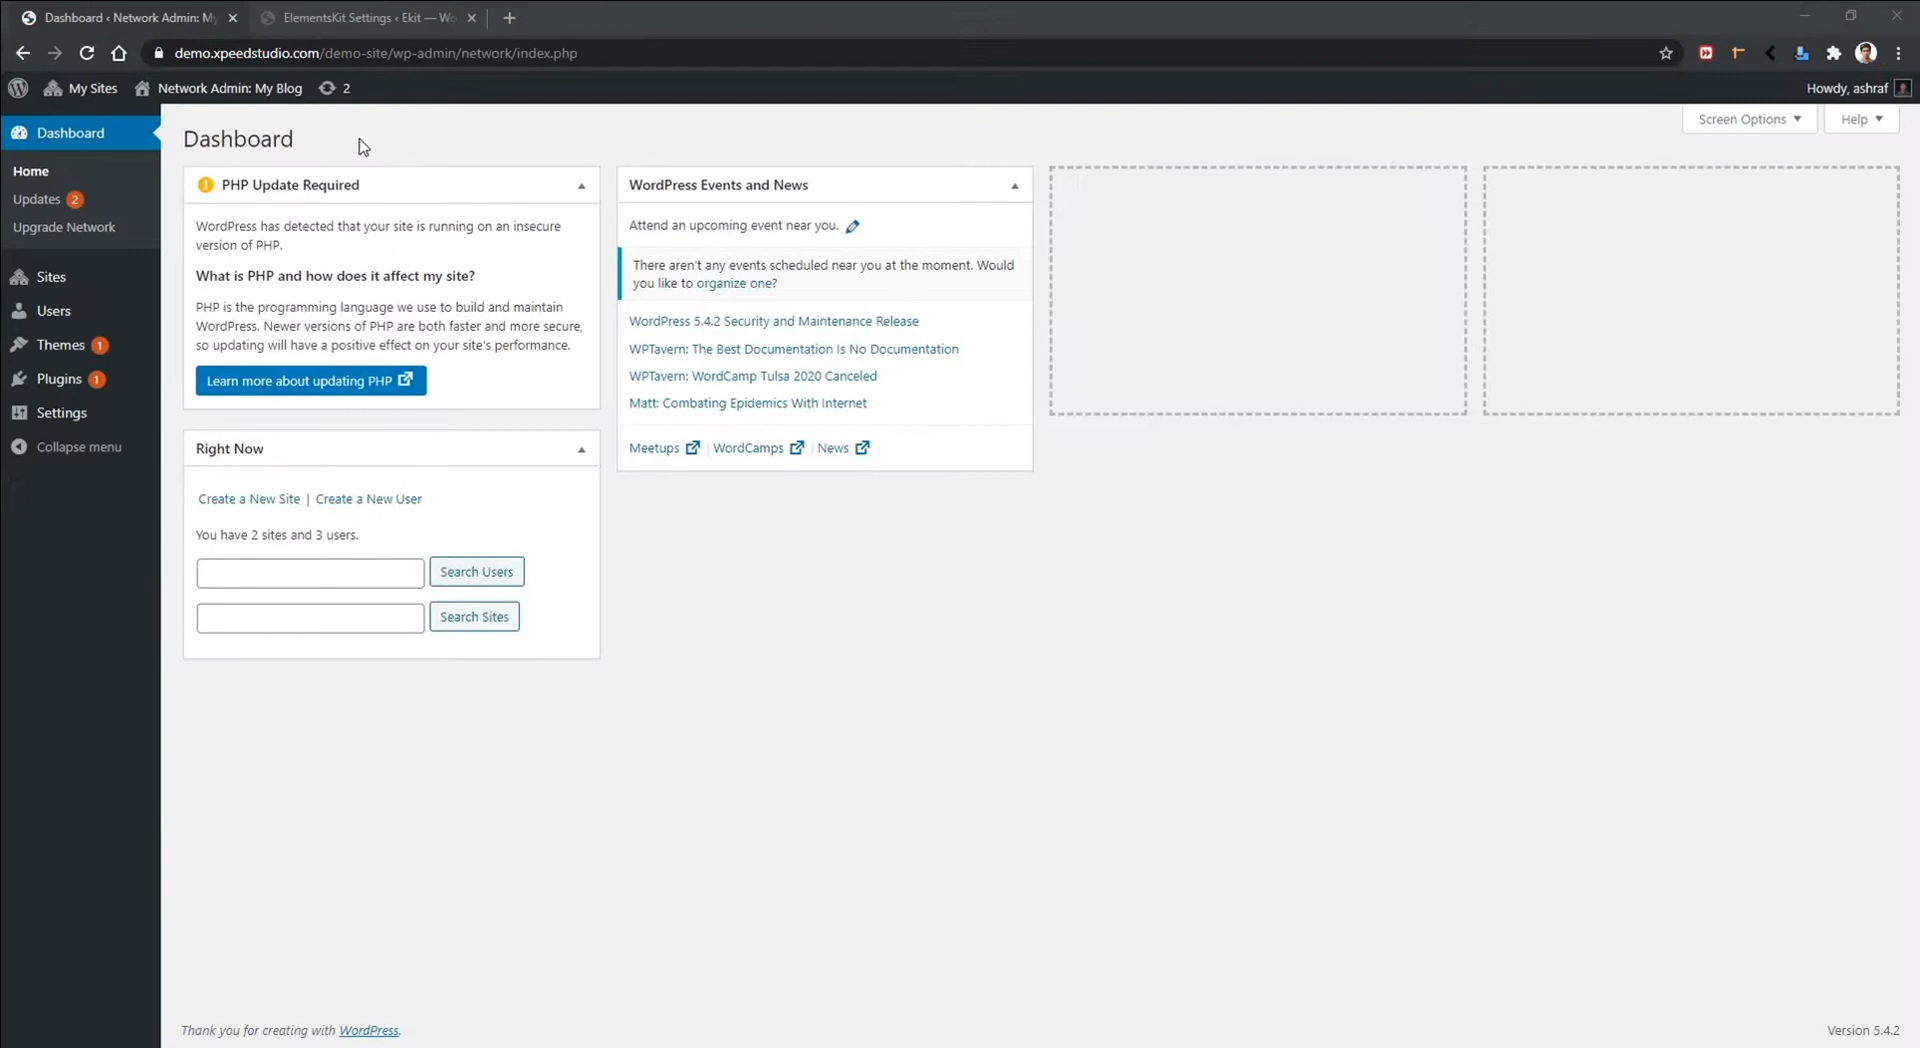 Dashboard ‹ Network Admin: My
ElementsKit Settings ‹ Ekit — Wo
demo.xpeedstudio.com/demo-site/wp-admin/network/index.php
My Sites
Network Admin: My Blog
2
Howdy, ashraf
Dashboard
Home
Updates 2
Upgrade Network
Sites
Users
Themes 1
Plugins 1
Settings
Collapse menu
Screen Options
Help
Dashboard
PHP Update Required
WordPress has detected that your site is running on an insecure
version of PHP.
What is PHP and how does it affect my site?
PHP is the programming language we use to build and maintain
WordPress. Newer versions of PHP are both faster and more secure,
so updating will have a positive effect on your site's performance.
Learn more about updating PHP
Right Now
Create a New Site | Create a New User
You have 2 sites and 3 users.
Search Users
Search Sites
WordPress Events and News
Attend an upcoming event near you.
There aren't any events scheduled near you at the moment. Would
you like to organize one?
WordPress 5.4.2 Security and Maintenance Release
WPTavern: The Best Documentation Is No Documentation
WPTavern: WordCamp Tulsa 2020 Canceled
Matt: Combating Epidemics With Internet
Meetups | WordCamps | News
Thank you for creating with WordPress.
Version 5.4.2